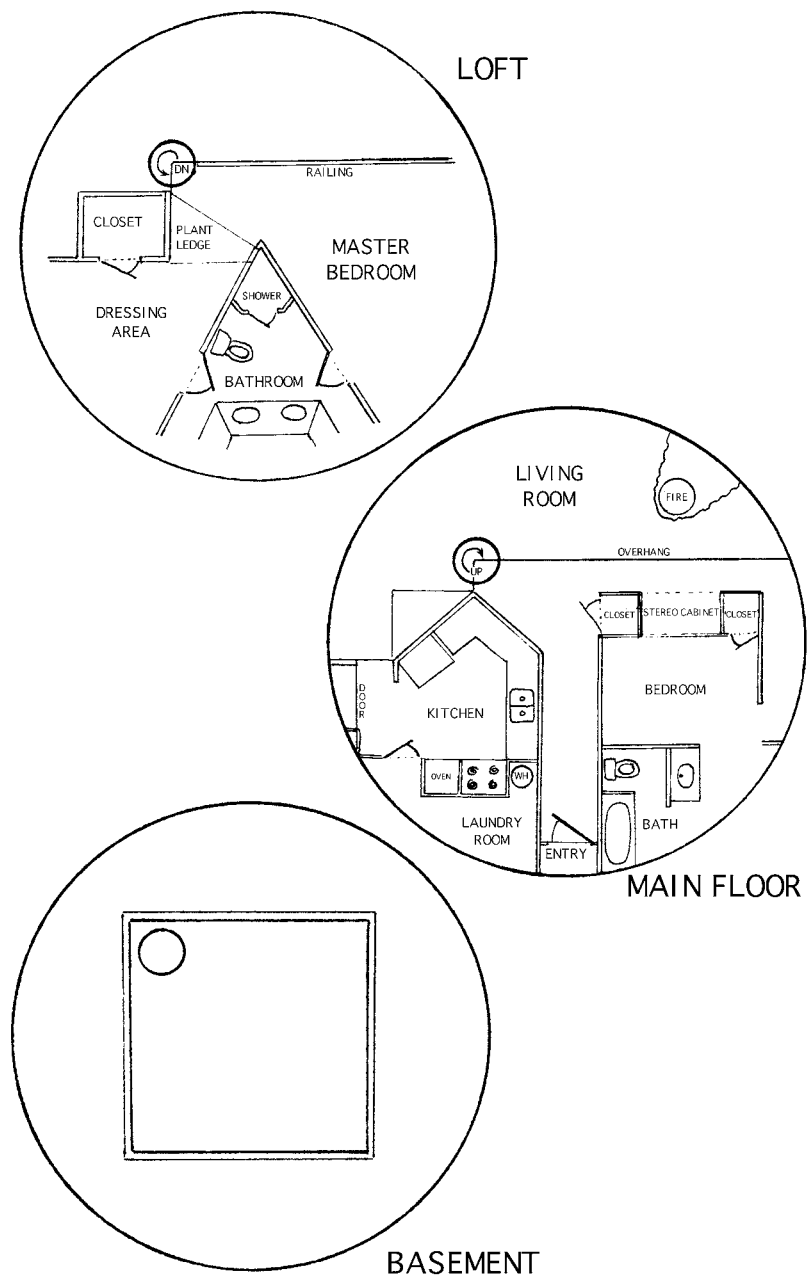 LOFT
DN
RAILING
CLOSET
PLANT
LEDGE
MASTER
BEDROOM
SHOWER
DRESSING
AREA
BATHROOM
LIVING
ROOM
FIRE
OVERHANG
UP
CLOSET
STEREO CABINET
CLOSET
DOOR
BEDROOM
KITCHEN
OVEN
WH
LAUNDRY
ROOM
BATH
ENTRY
MAIN FLOOR
BASEMENT